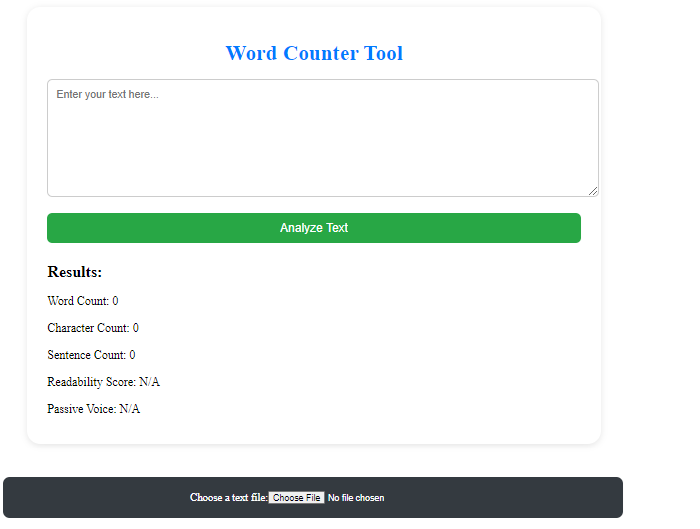 Word Counter Tool
Enter your text here...
Analyze Text
Results:
Word Count: 0
Character Count: 0
Sentence Count: 0
Readability Score: N/A
Passive Voice: N/A
Choose a text file: Choose File No file chosen